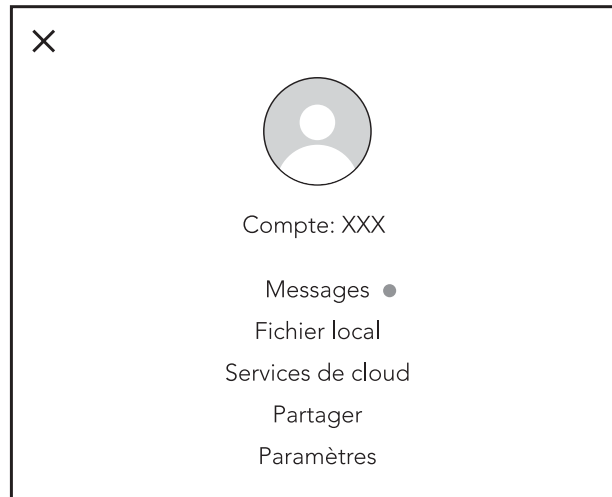 Compte: XXX
Messages
Fichier local
Services de cloud
Partager
Paramètres